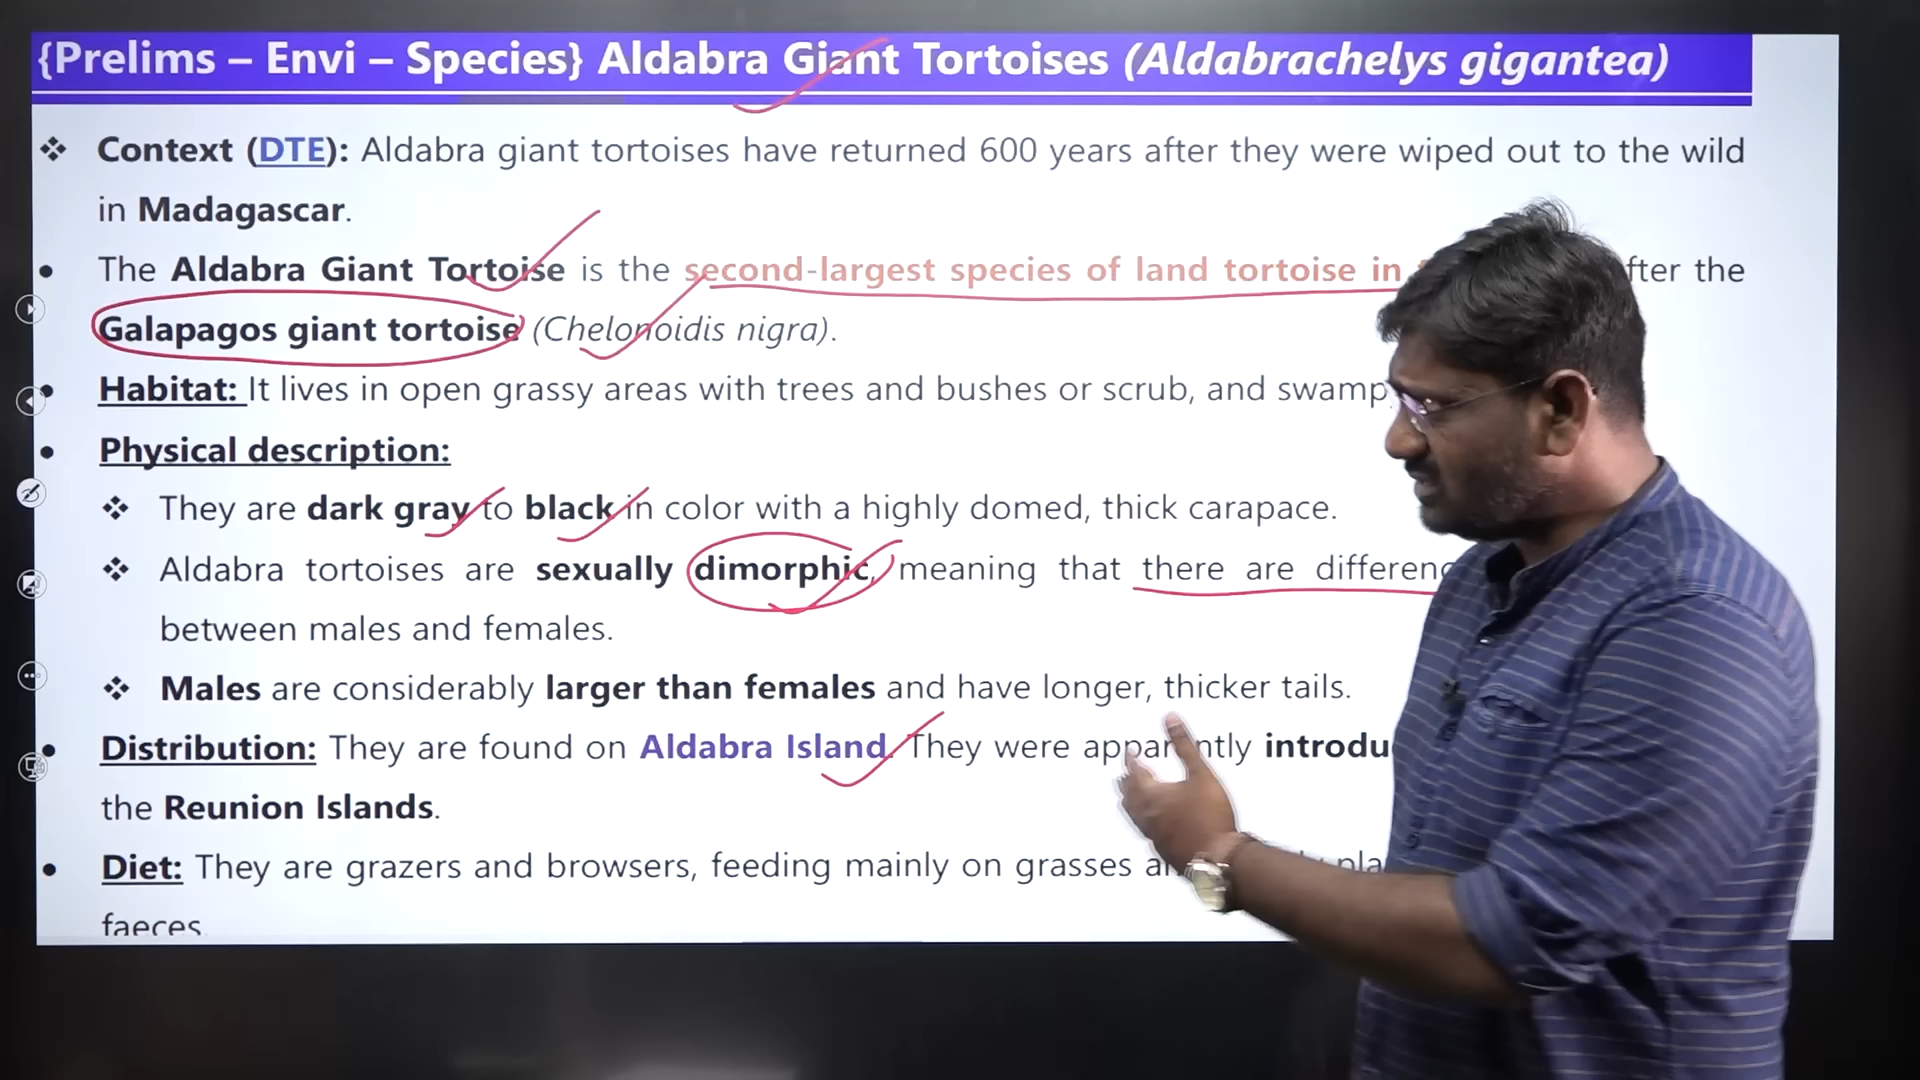 {Prelims – Envi – Species} Aldabra Giant Tortoises (Aldabrachelys gigantea)
❖ Context (DTE): Aldabra giant tortoises have returned 600 years after they were wiped out to the wild
in Madagascar.
• The Aldabra Giant Tortoise is the second-largest species of land tortoise in after the
Galapagos giant tortoise (Chelonoidis nigra).
• Habitat: It lives in open grassy areas with trees and bushes or scrub, and swamp
• Physical description:
❖ They are dark gray to black in color with a highly domed, thick carapace.
❖ Aldabra tortoises are sexually dimorphic, meaning that there are differenc
between males and females.
❖ Males are considerably larger than females and have longer, thicker tails.
• Distribution: They are found on Aldabra Island. They were apparently introdu
the Reunion Islands.
• Diet: They are grazers and browsers, feeding mainly on grasses
faeces